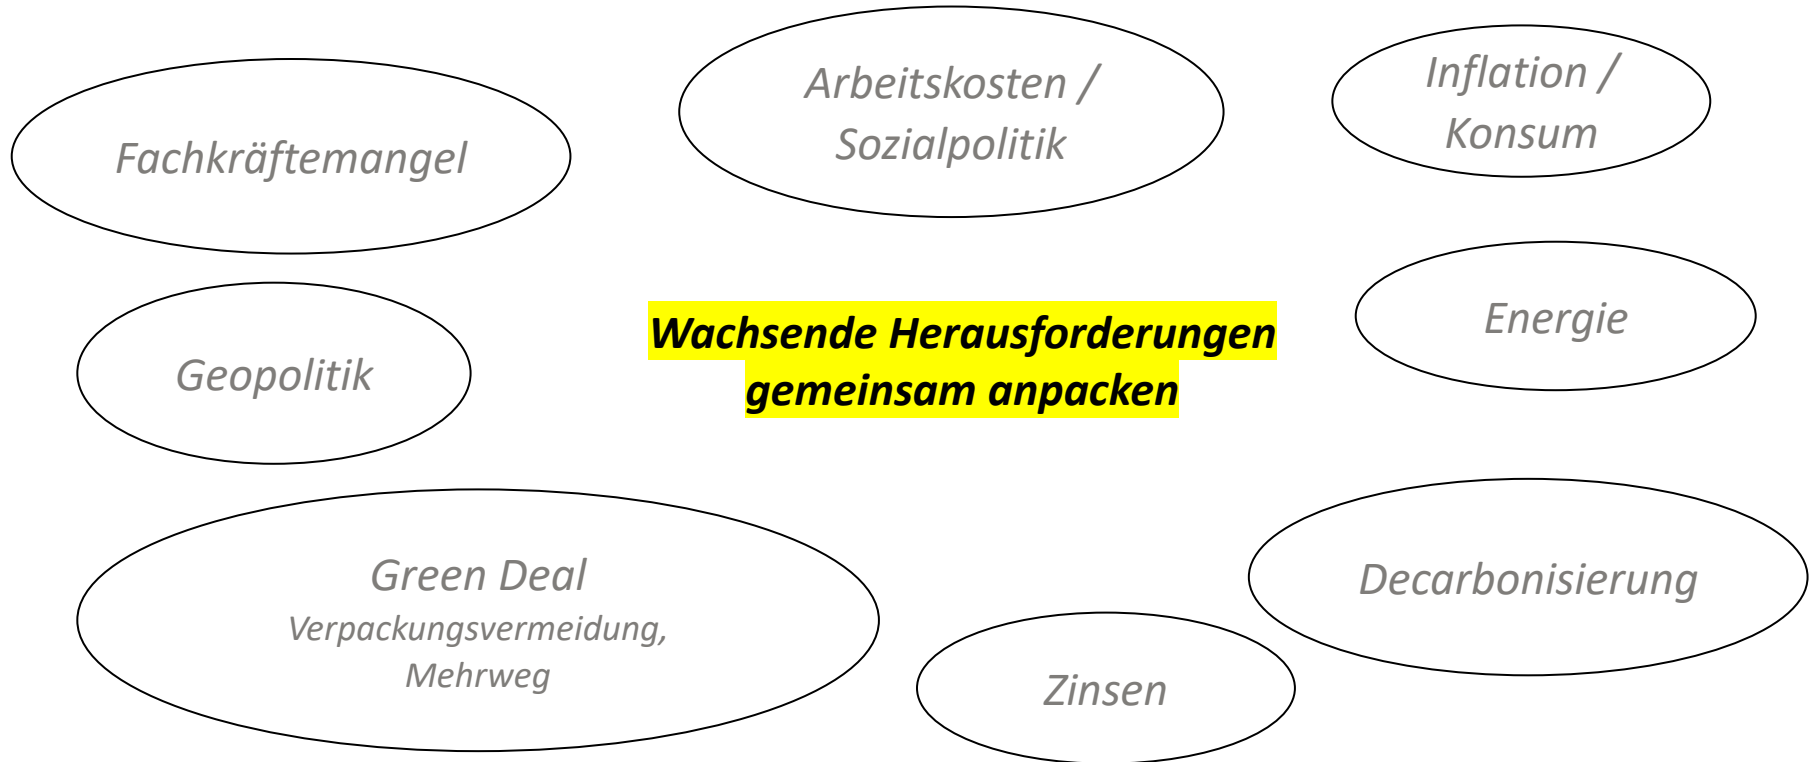 Fachkräftemangel
Arbeitskosten /
Sozialpolitik
Inflation /
Konsum
Geopolitik
Wachsende Herausforderungen
gemeinsam anpacken
Energie
Green Deal
Verpackungsvermeidung,
Mehrweg
Zinsen
Decarbonisierung